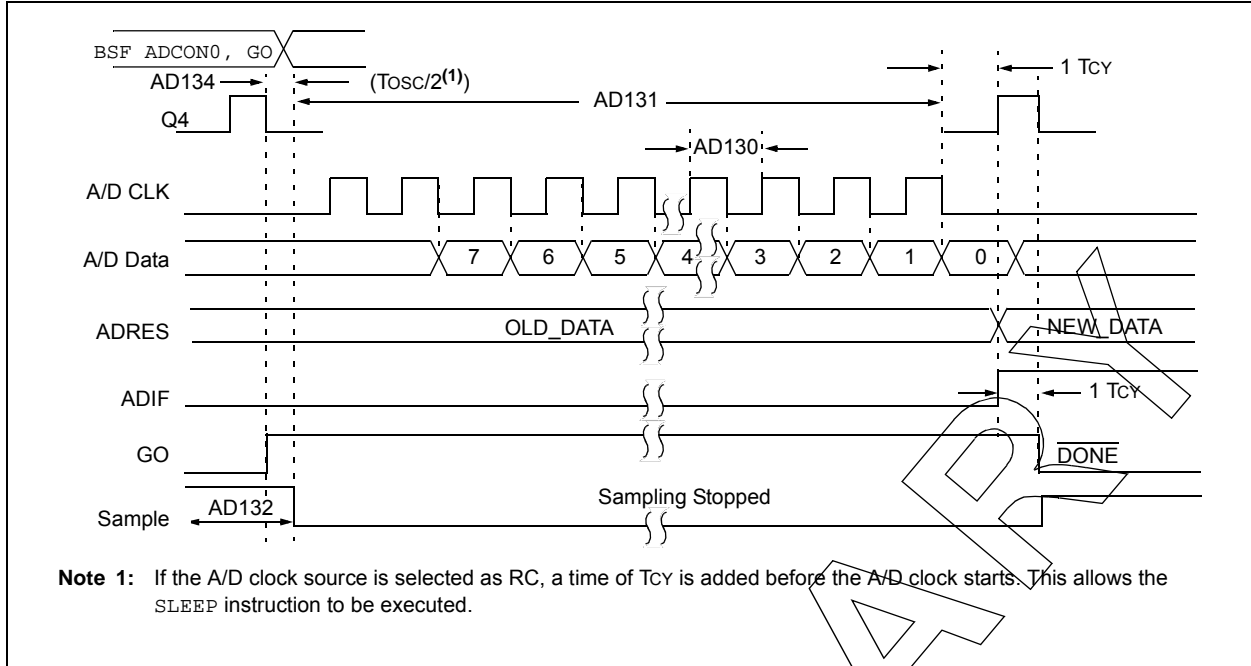 BSF ADCON0, GO
AD134 (TOSC/2(1)) 1 TCY
AD131
Q4
AD130
A/D CLK
A/D Data 7 6 5 4 3 2 1 0
ADRES OLD_DATA NEW_DATA
ADIF 1 TCY
GO DONE
Sample AD132 Sampling Stopped
Note 1: If the A/D clock source is selected as RC, a time of TCY is added before the A/D clock starts. This allows the
SLEEP instruction to be executed.
A R Y